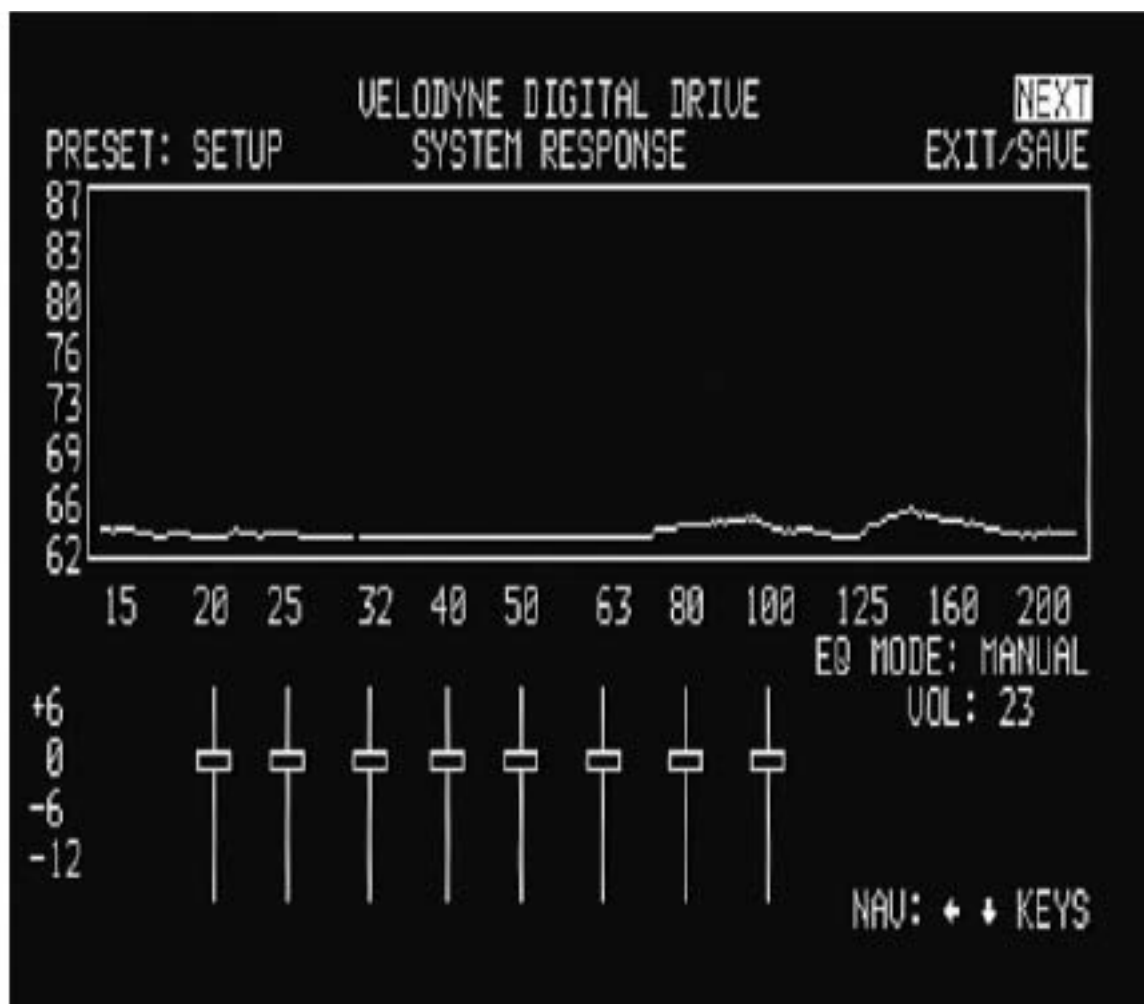 VELODYNE DIGITAL DRIVE NEXT
PRESET: SETUP SYSTEM RESPONSE EXIT/SAVE
87
83
80
76
73
69
66
62
15 20 25 32 40 50 63 80 100 125 160 200
EQ MODE: MANUAL
VOL: 23
+6
0
-6
-12
NAV: ← ↓ KEYS